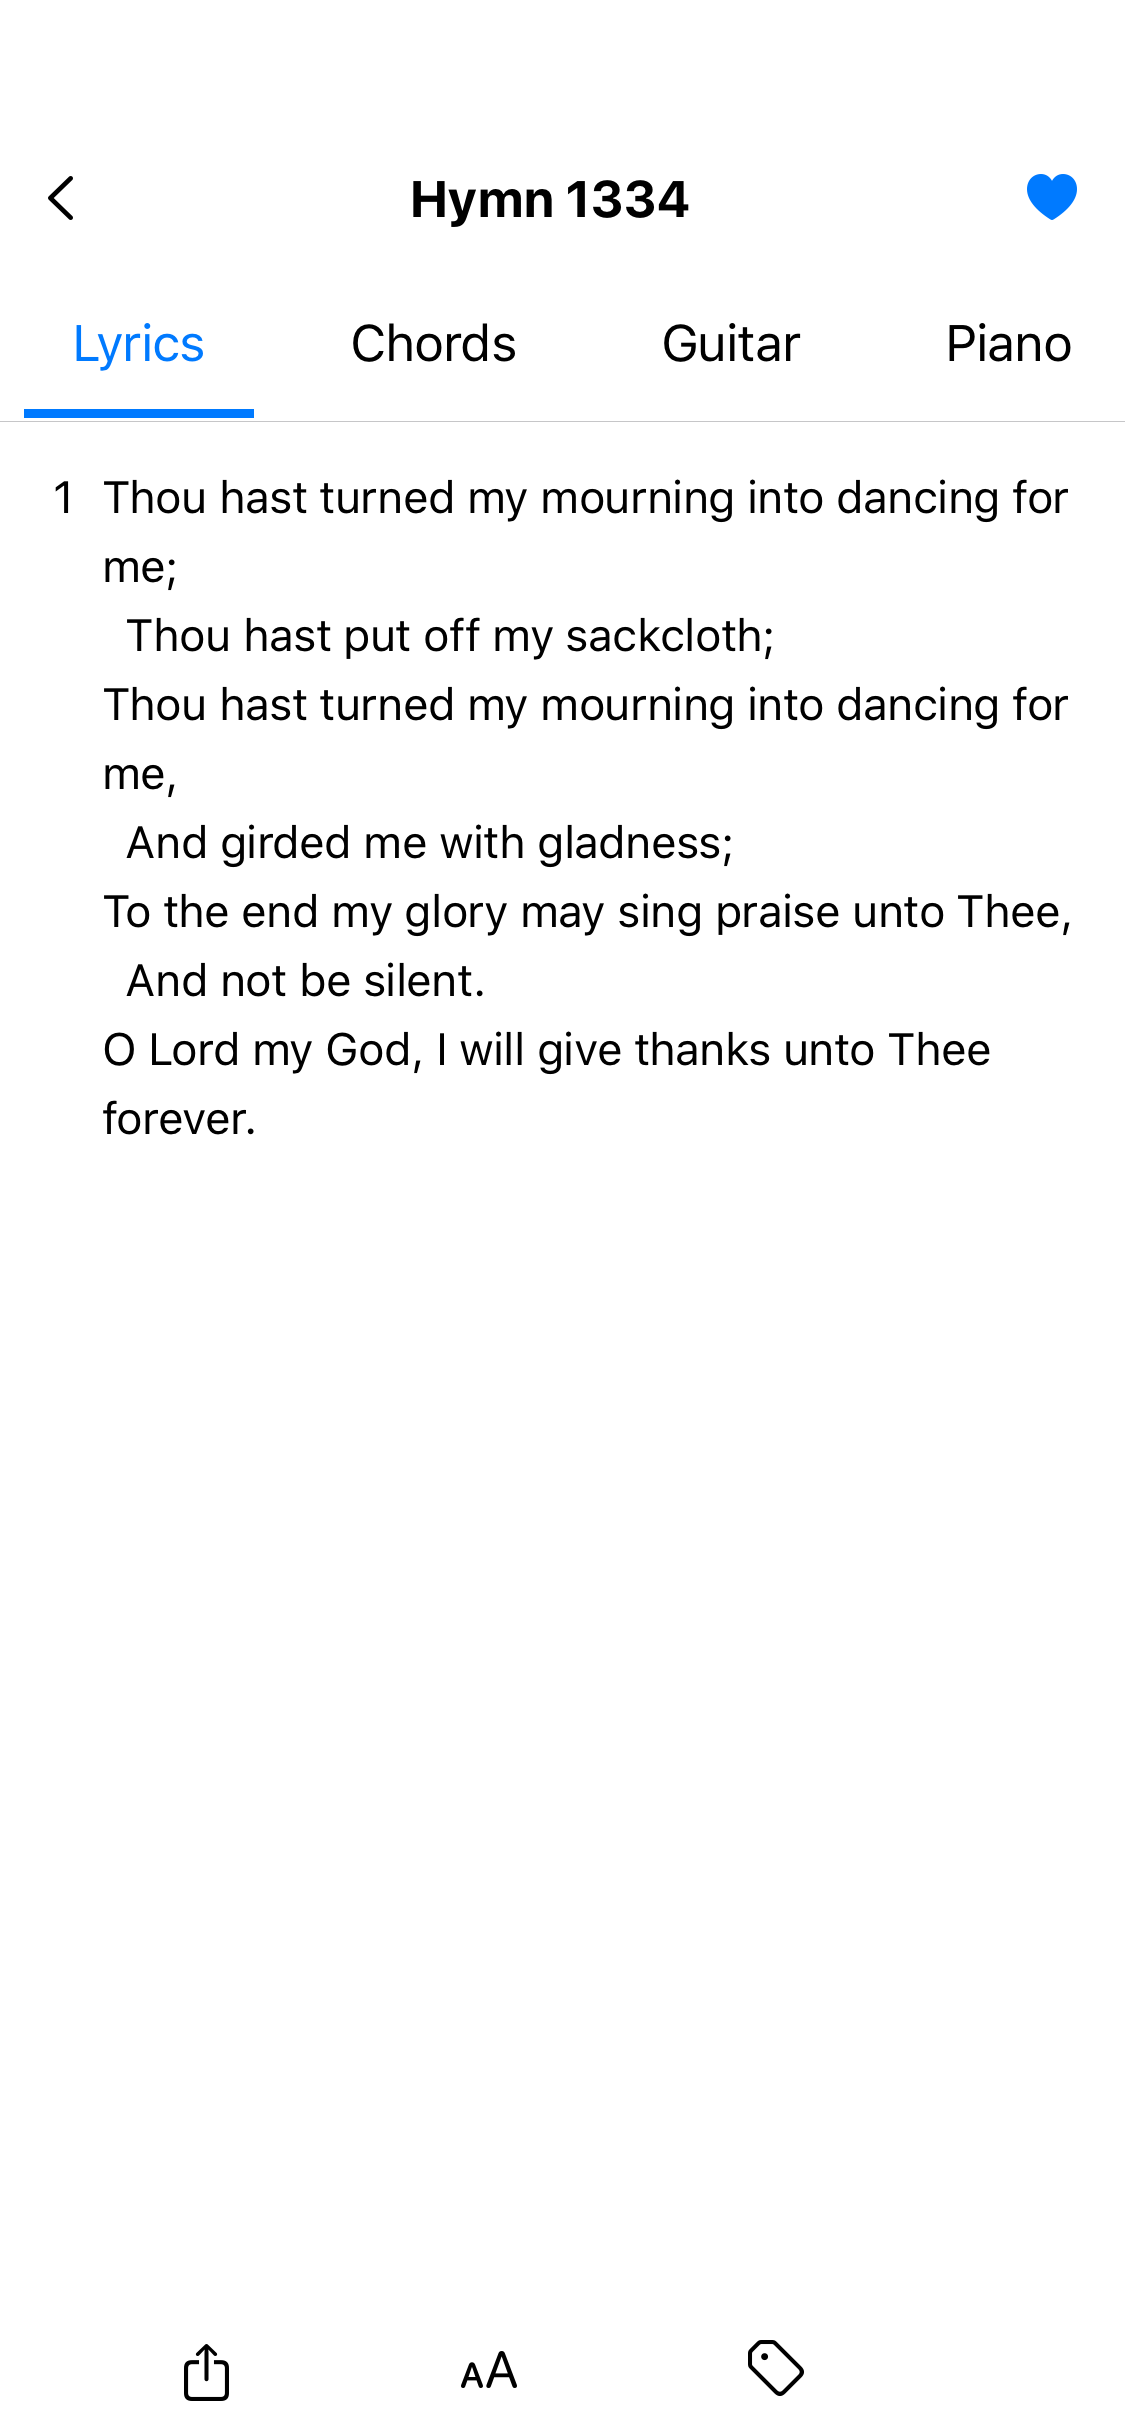 Hymn 1334
Lyrics Chords Guitar Piano
1 Thou hast turned my mourning into dancing for
me;
Thou hast put off my sackcloth;
Thou hast turned my mourning into dancing for
me,
And girded me with gladness;
To the end my glory may sing praise unto Thee,
And not be silent.
O Lord my God, I will give thanks unto Thee
forever.
AA